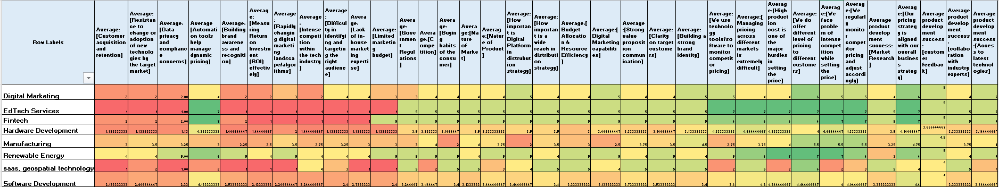 Row Labels
Average:[Customer acquisition and retention]
Average:[Resistance to change or adoption of new technologies by the target market]
Average:[Data privacy and compliance concerns]
Average [Automation tools help manage dynamic pricing]
Average:[Building brand awareness and recognition]
Average:[Measuring Return on Investment (ROI) effectively]
Average:[Rapidly changing digital marketing landscape/algorithms]
Average:[Intense competition within the tech industry]
Average:[Difficulty in identifying and targeting the right audience]
Average:[Lack of in-house marketing expertise]
Average:[Limited marketing budget]
Average:[Government Regulations]
Average:[Competition]
Average:[Buying habits of the consumer]
Average:[Nature of Market]
Average:[Nature of Product]
Average:[How important is Digital Platform in distrubution strategy]
Average:[How important is a wide reach in distribution strategy]
Average:[Budget Allocation & Resource Efficiency]
Average:[Digital Marketing capabilities]
Average:[Strong value proposition communication]
Average:[Clarity on target customers]
Average:[Building a strong brand identity]
Average:[We use technology tools/software to monitor competitor pricing]
Average:[Managing pricing across different markets is extremely difficult]
Average:[High production cost is one of the major hurdles in setting the price]
Average:[We do offer different level of pricing to different customers]
Average:[We face problem of intense competition while setting the price]
Average:[We regularly monitor competitor pricing and adjust accordingly]
Average product development success:[Market Research]
Average:[Our pricing strategy is aligned with our overall business strategy]
Average product development success:[customer feedback]
Average product development success:[collaboration with industry experts]
Average product development success:[Access to latest technologies]
Digital Marketing 2 2 2.00 4 2 2 3 2 4 4 3 3 4 4 4 4 5 4 4 5 4 4 5 5 4 4 6 5 5 4 6 5 4 5
EdTech Services 1 1 1.00 7 1 1 1 1 1 1 1 5 5 5 5 5 5 5 5 5 5 5 5 7 7 7 7 7 7 5 7 5 5 5
Fintech 2 2 2.00 7 2 1 1 1 1 1 5 5 5 5 5 5 5 5 5 5 5 5 5 6 6 6 6 7 7 5 7 5 5 5
Hardware Development 1.833333333 1.833333333 1.83 4.333333333 1.666666667 1.66666667 2 1.666666667 1.833333333 1.8333333 1.833333333 3.5 3.333333 3.1666667 3.5 3.33333333 3.5 3.5 3.5 3.666666667 3.33333333 3.16666667 3.833333333 4.33333333 4.66666667 4.333333333 4 4.66666667 4.3333333 3.5 4.1666667 3.666666667 3.33333333 3.16666667
Manufacturing 3 3.5 3.25 3 2.25 2.5 3.5 2.75 3.25 3 3 3 4 2 4 3.75 2 3.5 3 2.5 3.75 3.5 4.5 2.75 3.75 4 5.5 5.5 5.5 3.25 4.75 4.5 3.75 4
Renewable Energy 4 4 5.00 6 5 4 5 4 4 4 5 5 5 5 4 5 5 5 5 5 5 5 5 5 6 7 7 7 6 3 6 5 4 5
saas, geospatial technology 1 2 1.00 2 1 1 1 4 3 1 1 5 2 5 5 5 4 5 5 5 5 5 5 2 5 2 6 2 3 5 5 4 5 3
Software Development 2.133333333 2.466666667 2.33 4.133333333 2.533333333 2.13333333 2.266666667 2.266666667 2.4 2.7333333 2.4 3.266667 3.466667 3.4 3.1333333 3.66666667 3.46666667 3.8 3.333333333 3.133333333 3.73333333 3.53333333 3.4 3.8 4.2 4.266666667 4.46666667 4 4.0666667 3.333333333 4.6 4 3.33333333 3.66666667